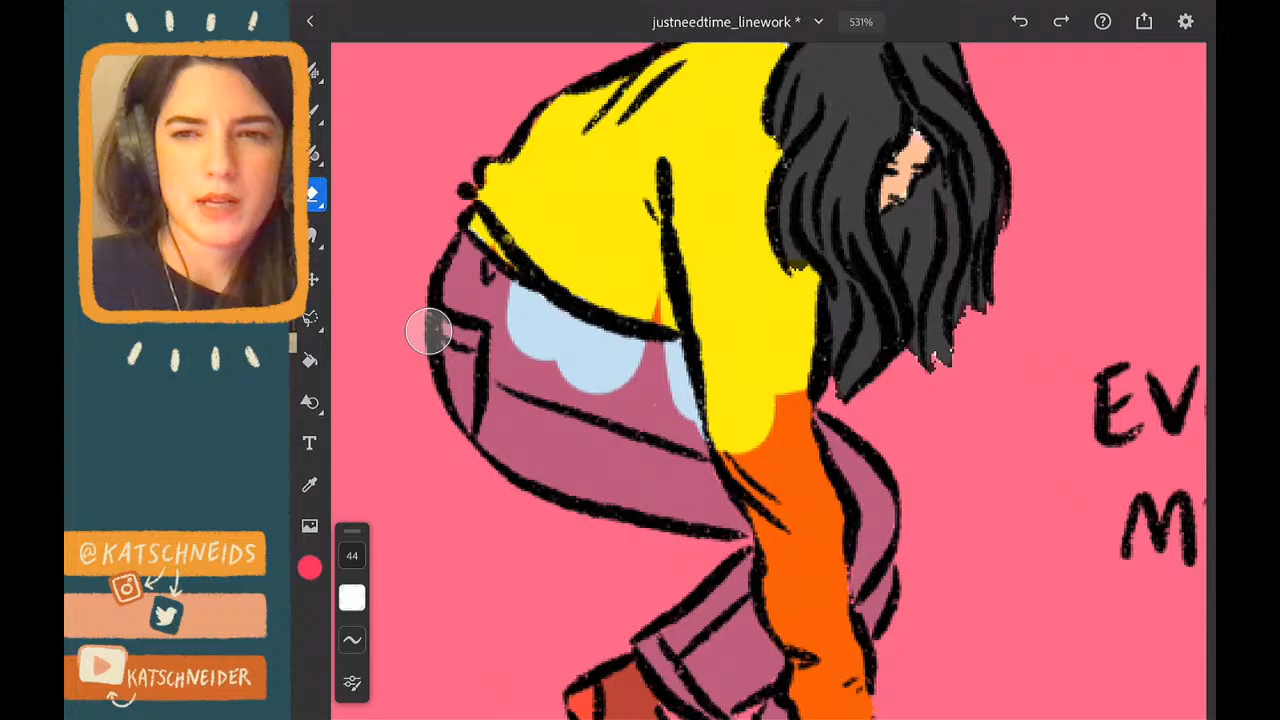 justneedtime_linework *
531%
EV
M
T
44
@KATSCHNEIDS
KATSCHNEIDER